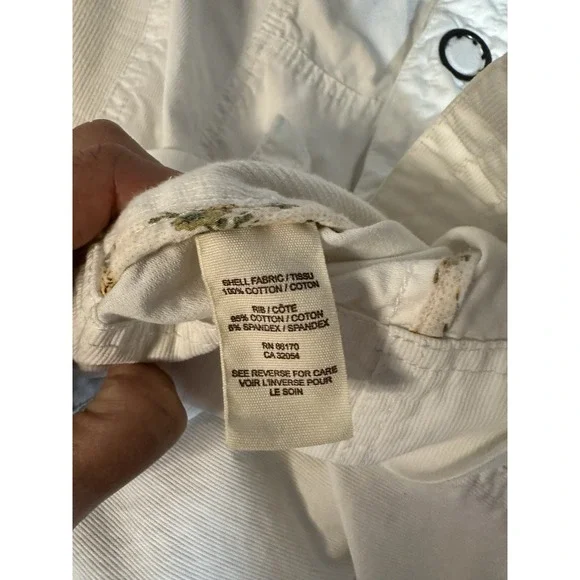 SHELL FABRIC / TISSU
100% COTTON / COTON
RIB / CÔTE
95% COTTON / COTON
5% SPANDEX / SPANDEX
RN 66170
CA 32054
SEE REVERSE FOR CARE
VOIR L'INVERSE POUR
LE SOIN